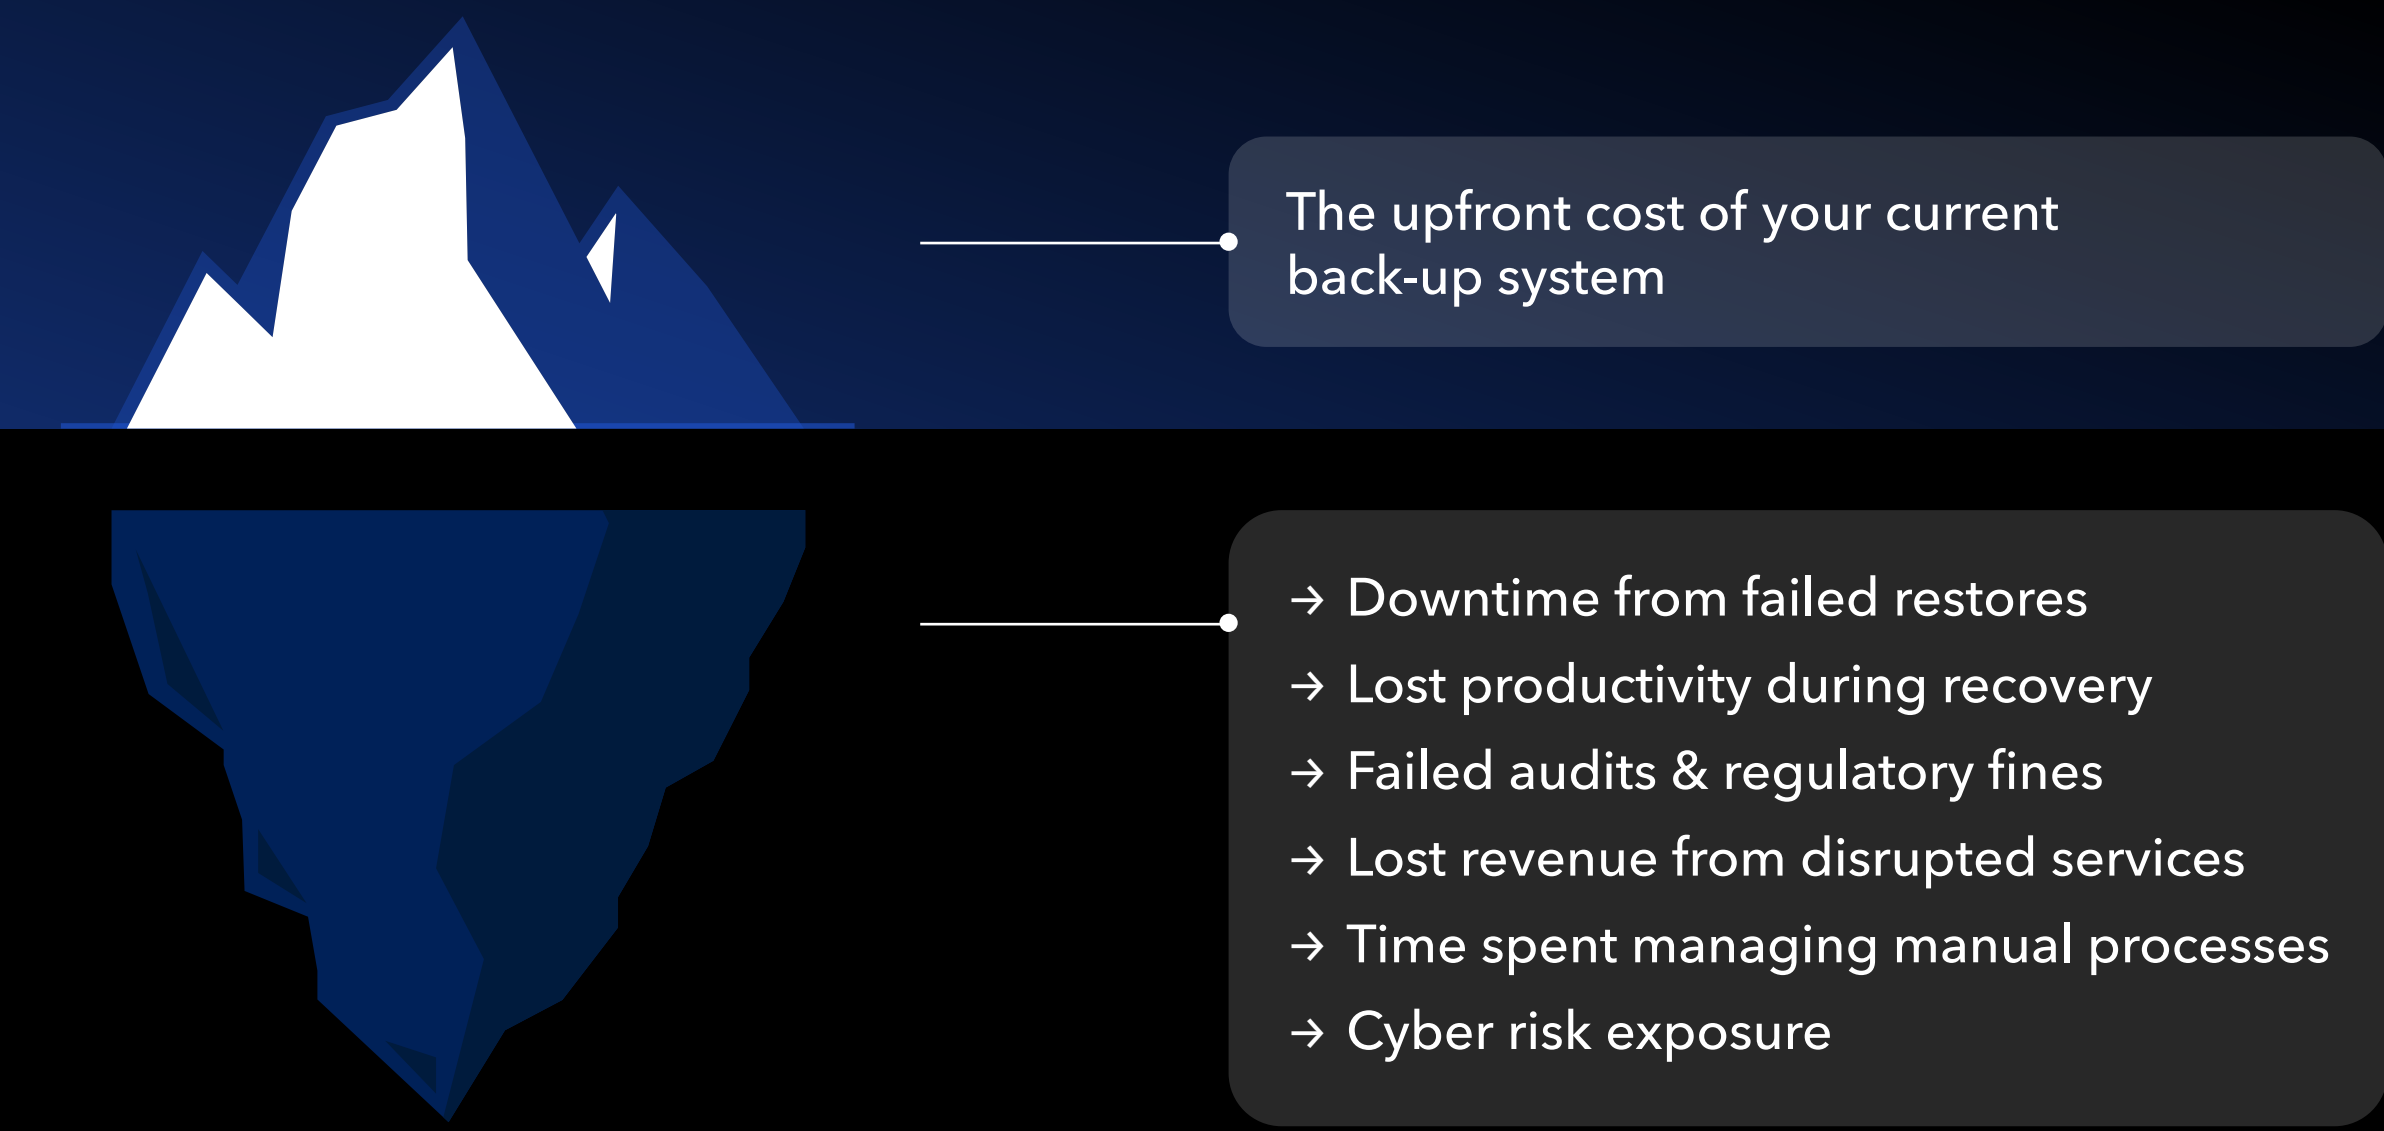 The upfront cost of your current
back-up system
→ Downtime from failed restores
→ Lost productivity during recovery
→ Failed audits & regulatory fines
→ Lost revenue from disrupted services
→ Time spent managing manual processes
→ Cyber risk exposure